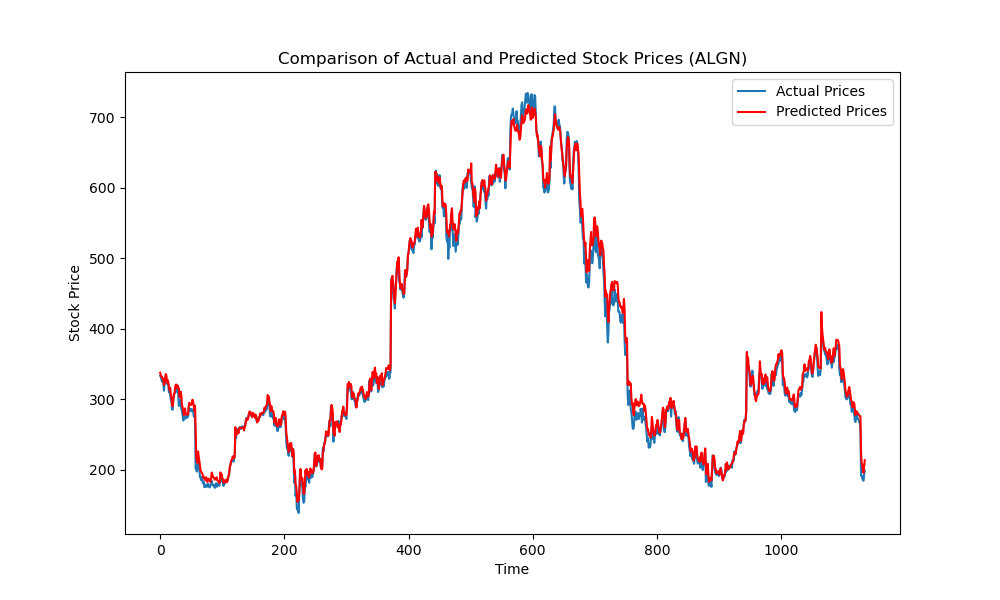 Comparison of Actual and Predicted Stock Prices (ALGN)
Actual Prices
Predicted Prices
Stock Price
700
600
500
400
300
200
0 200 400 600 800 1000
Time